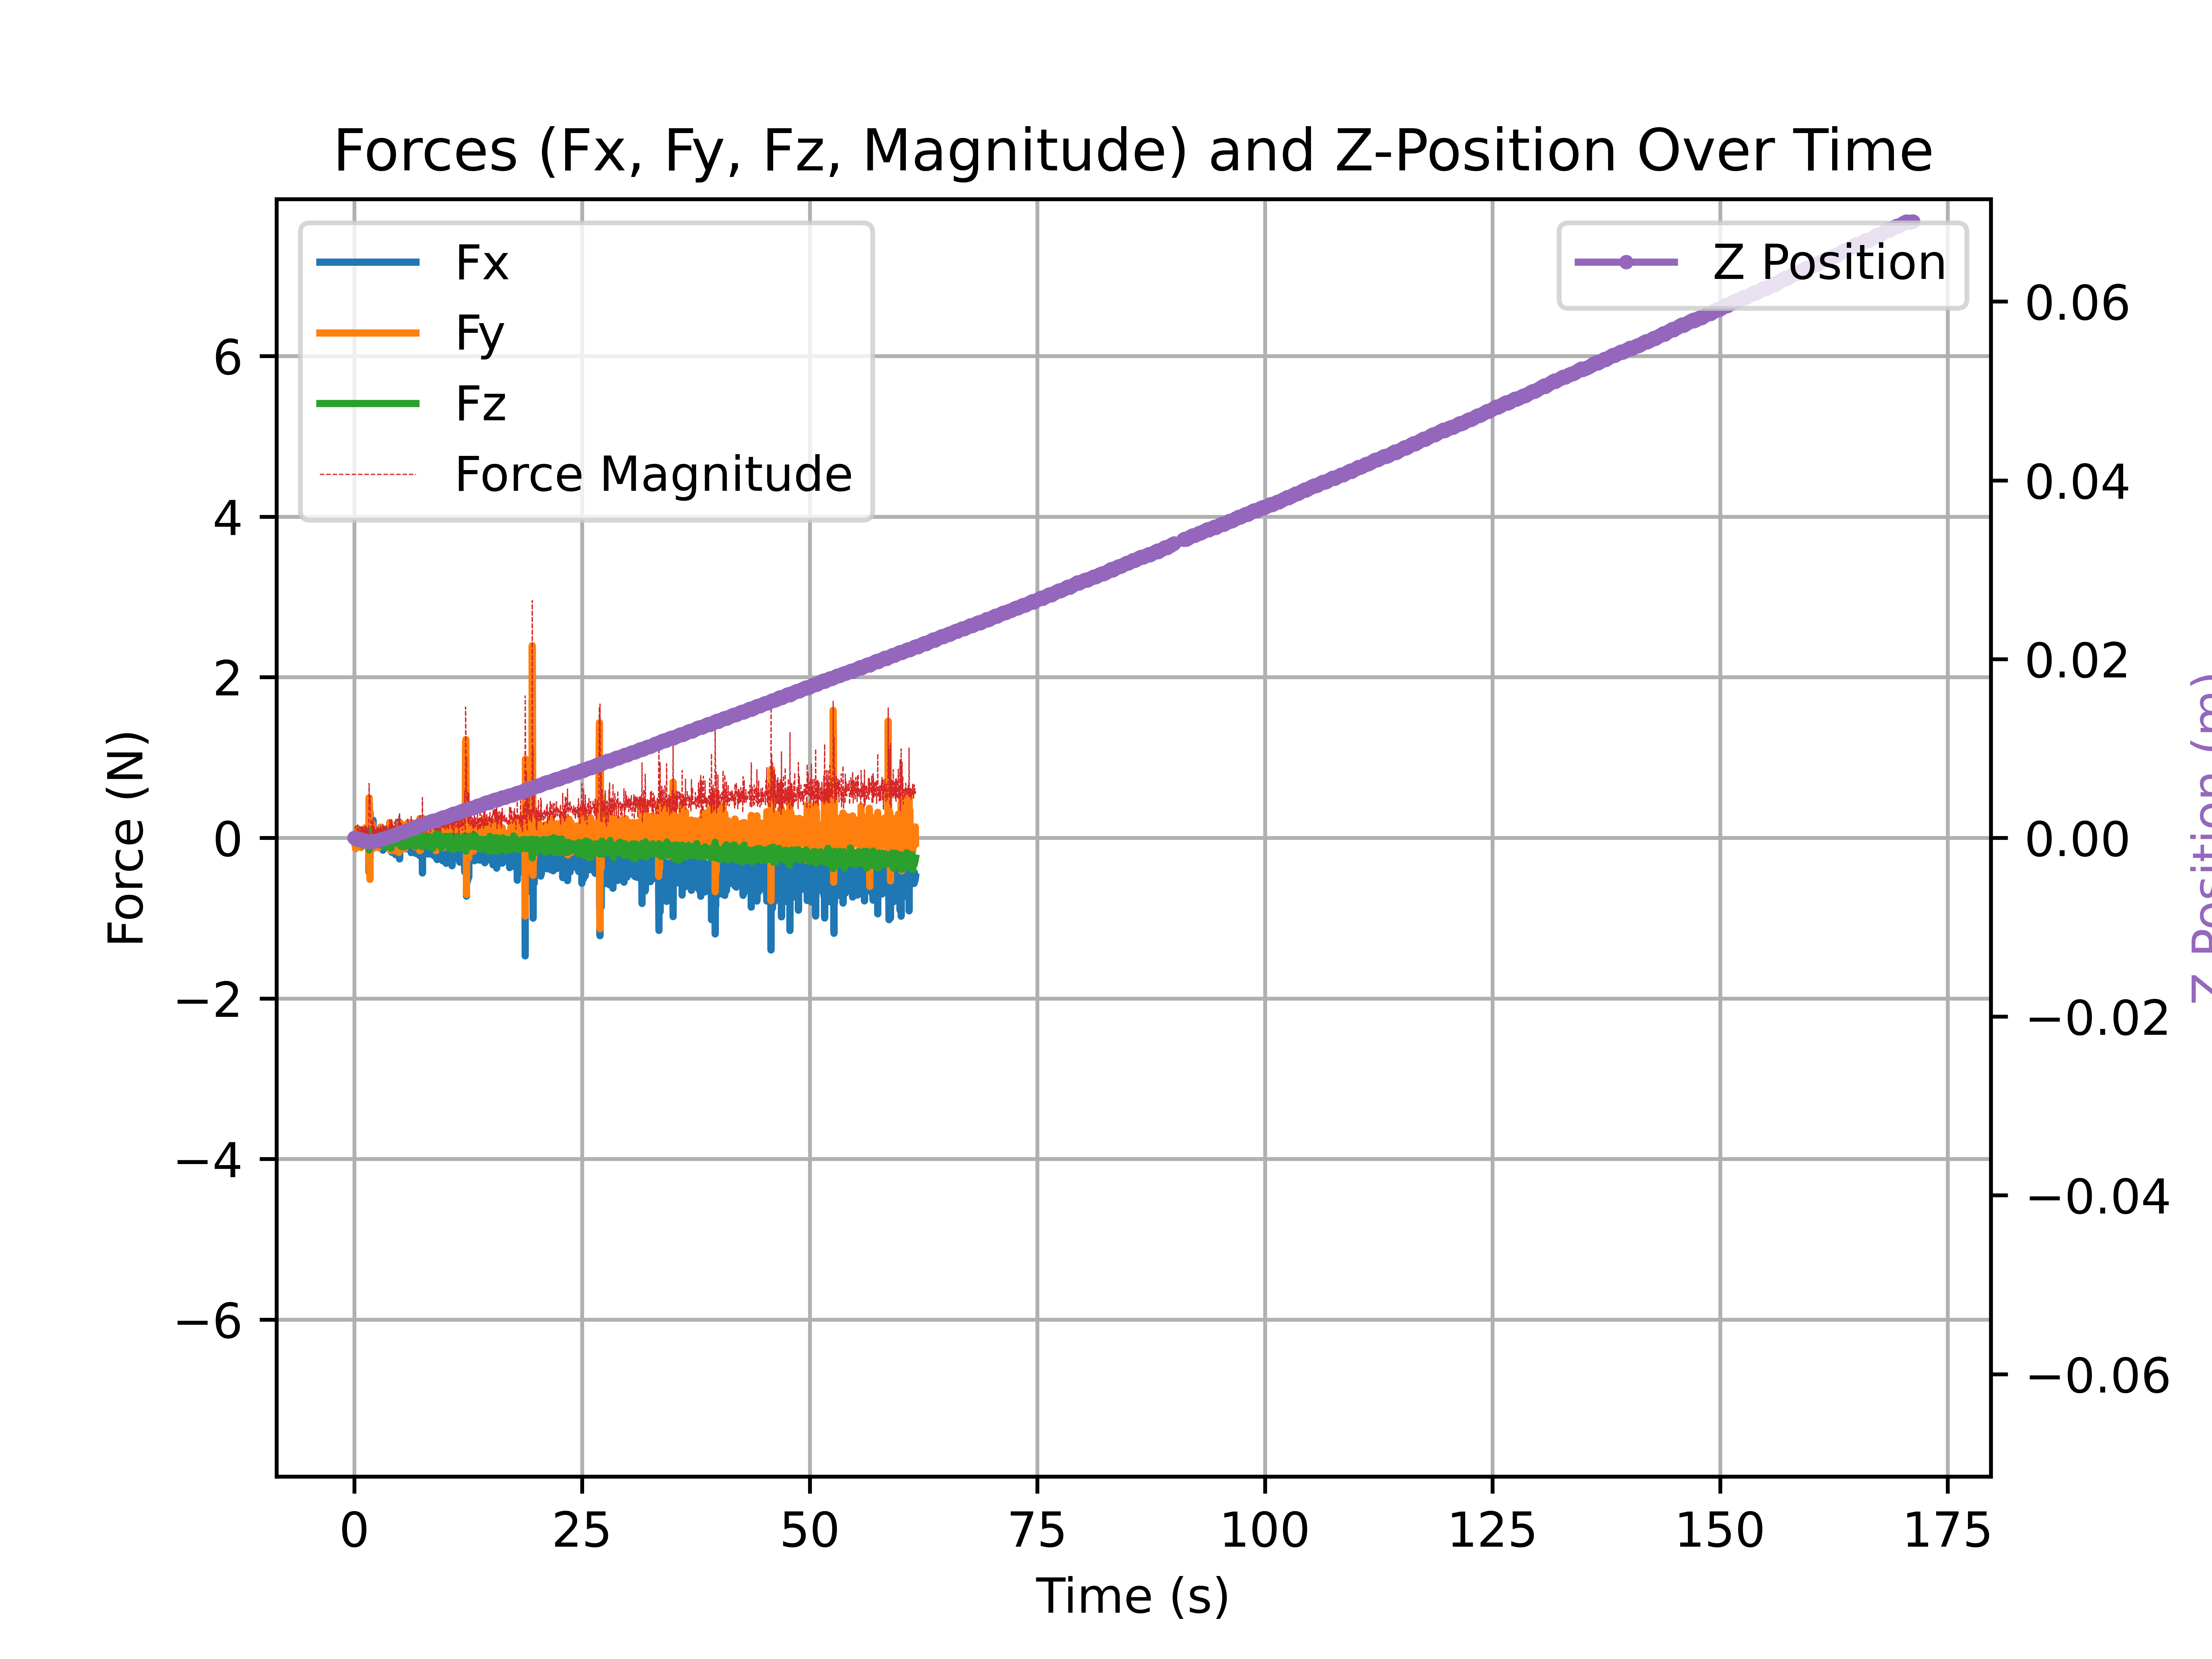 Forces (Fx, Fy, Fz, Magnitude) and Z-Position Over Time
Fx
Fy
Fz
Force Magnitude
Z Position
Force (N)
6
4
2
0
−2
−4
−6
0.06
0.04
0.02
0.00
−0.02
−0.04
−0.06
Z Position (m)
0 25 50 75 100 125 150 175
Time (s)